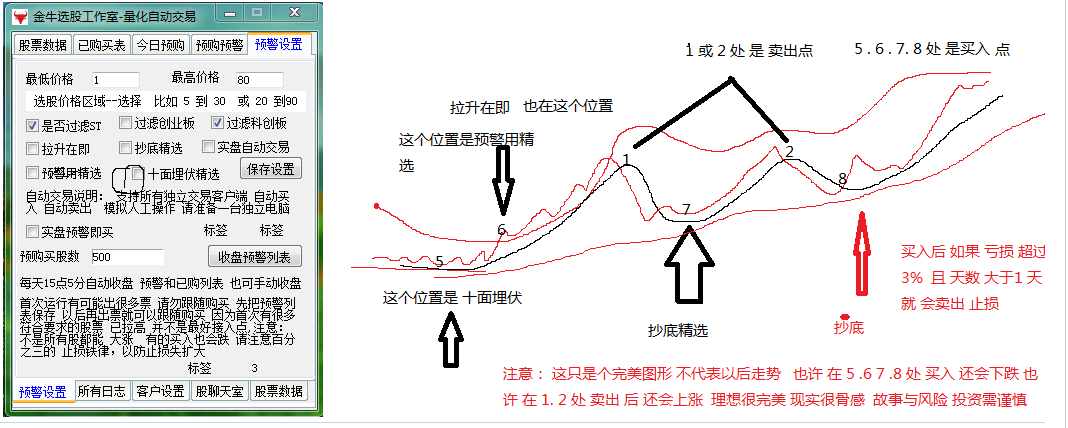 金牛选股工作室-量化自动交易
股票数据 已购买表 今日预购 预购预警 预警设置
最低价格 1 最高价格 80
选股价格区域--选择 比如 5 到 30 或 20 到90
是否过滤ST 过滤创业板 过滤科创板
拉升在即 抄底精选 实盘自动交易
预警用精选 十面埋伏精选 保存设置
自动交易说明： 支持所有独立交易客户端 自动买
入 自动卖出 模拟人工操作 请准备一台独立电脑
实盘预警即买 标签 标签
预购买股数 500 收盘预警列表
每天15点5分自动收盘 预警和已购列表 也可手动收盘
首次运行有可能出很多票 请勿跟随购买 先把预警列
表保存 以后再出票就可以跟随购买 因为首次有很多
符合要求的股票 已拉高 并不是最好接入点.注意：
不是所有股都能 大涨 有的买入也会跌 请注意百分
之三的 止损铁律，以防止损失扩大
标签 3
预警设置 所有日志 客户设置 股聊天室 股票数据
1 或 2 处 是 卖出点
5 . 6 . 7. 8 处 是买入 点
拉升在即 也在这个位置
这个位置是预警用精
选
1
2
6
7
8
5
这个位置是 十面埋伏
抄底精选
抄底
买入后 如果 亏损 超过
3% 且 天数 大于1 天
就 会卖出 止损
注意 ： 这只是个完美图形 不代表以后走势 也许 在 5 .6 7 .8 处 买入 还会下跌 也
许 在 1. 2 处 卖出 后 还会上涨 理想很完美 现实很骨感 故事与风险 投资需谨慎